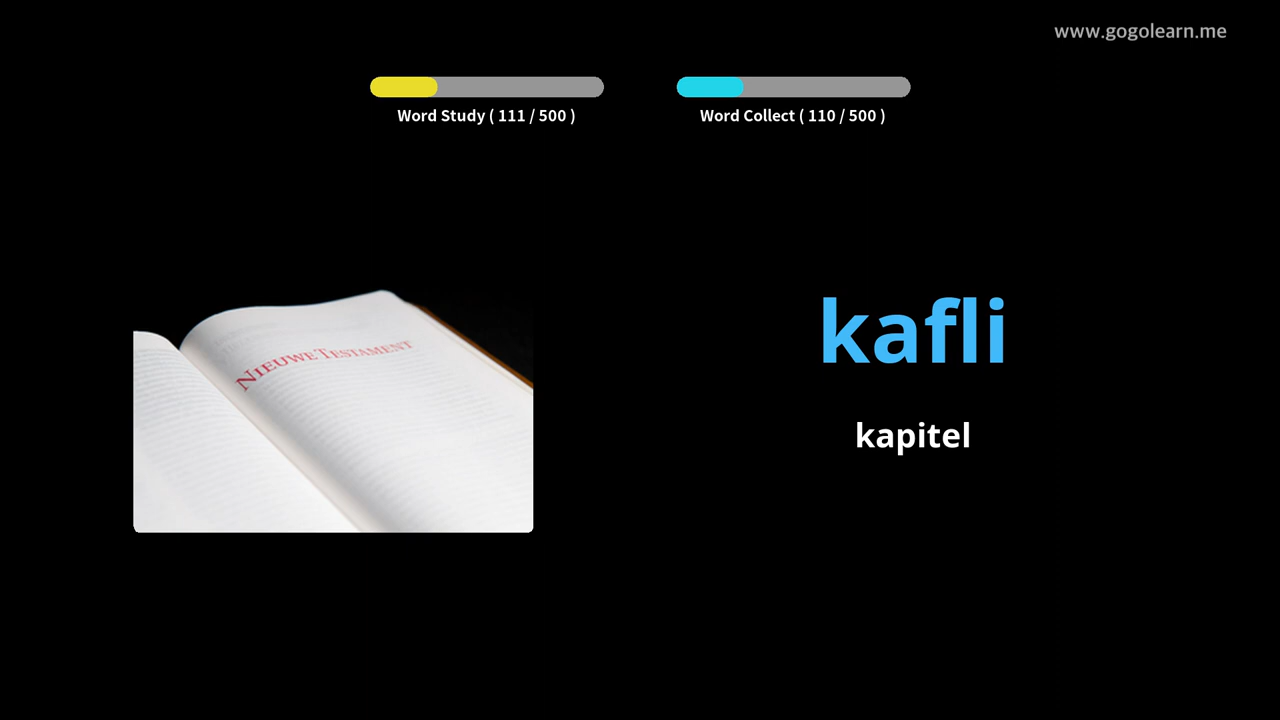 www.gogolearn.me
Word Study ( 111 / 500 )
Word Collect ( 110 / 500 )
NIEUWE TESTAMENT
kafli
kapitel